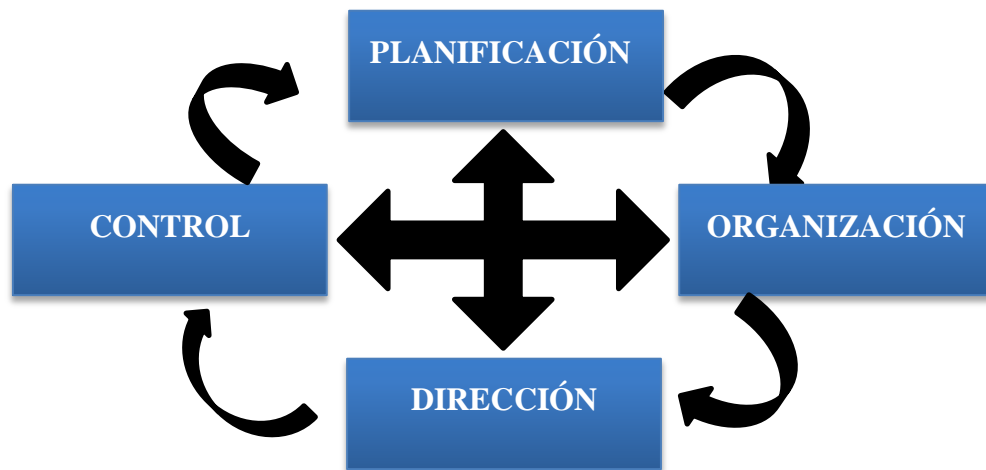 PLANIFICACIÓN
CONTROL
ORGANIZACIÓN
DIRECCIÓN